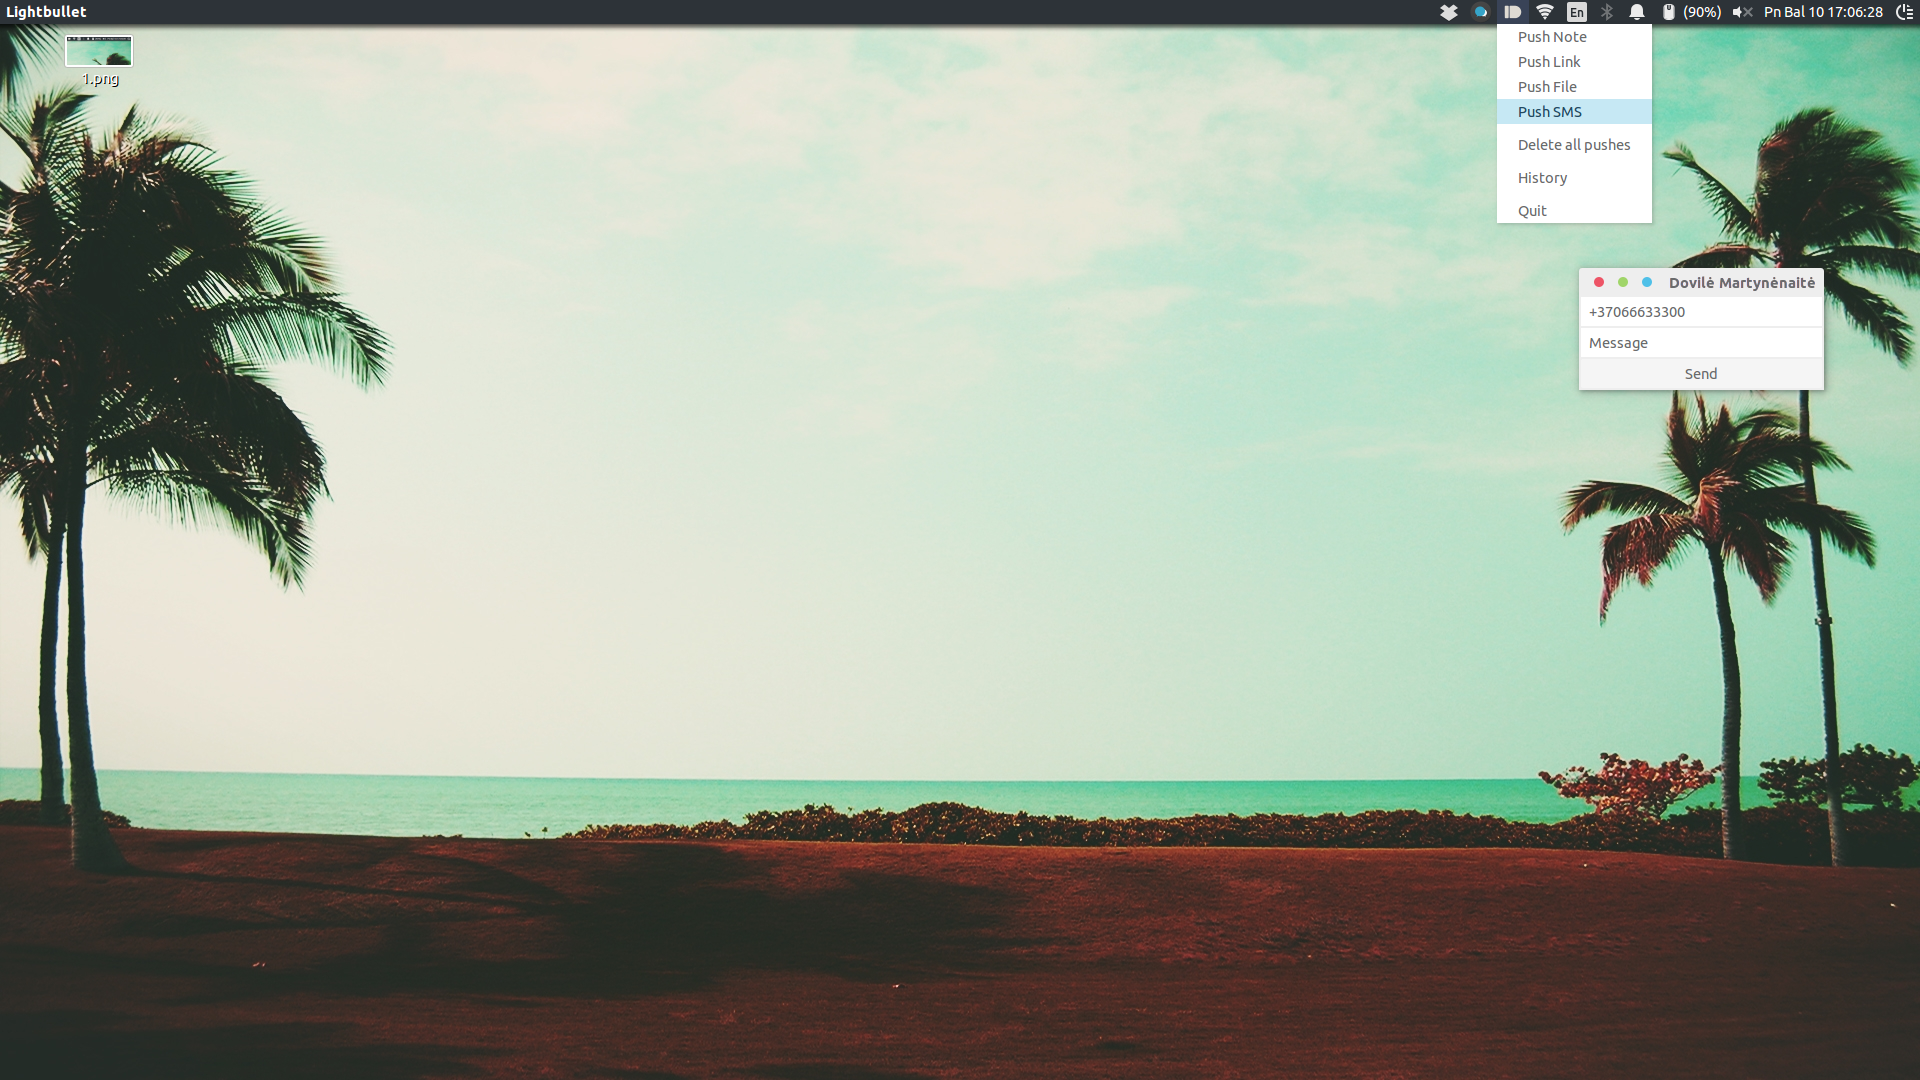 Lightbullet
En
(90%)
Pn Bal 10 17:06:28
1.png
Push Note
Push Link
Push File
Push SMS
Delete all pushes
History
Quit
Dovilė Martynėnaitė
+37066633300
Message
Send